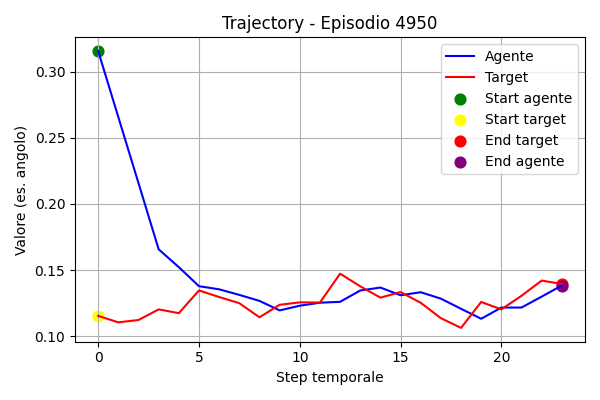 Trajectory - Episodio 4950
Valore (es. angolo)
0.30
0.25
0.20
0.15
0.10
0
5
10
15
20
Step temporale
Agente
Target
Start agente
Start target
End target
End agente